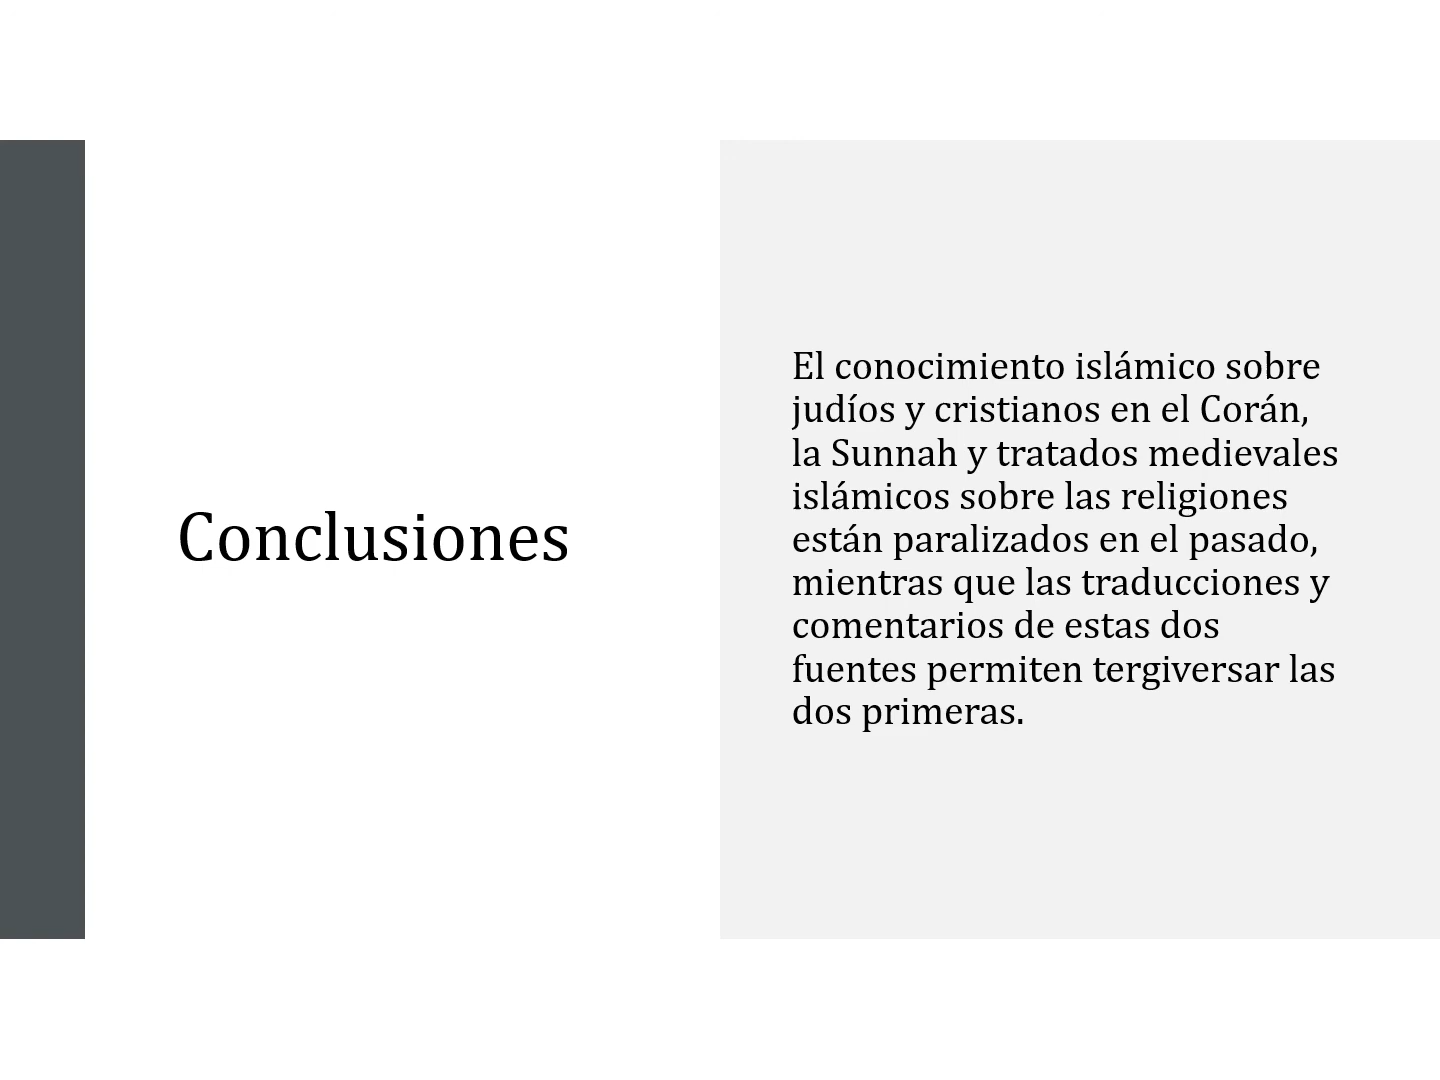 Conclusiones
El conocimiento islámico sobre
judíos y cristianos en el Corán,
la Sunnah y tratados medievales
islámicos sobre las religiones
están paralizados en el pasado,
mientras que las traducciones y
comentarios de estas dos
fuentes permiten tergiversar las
dos primeras.